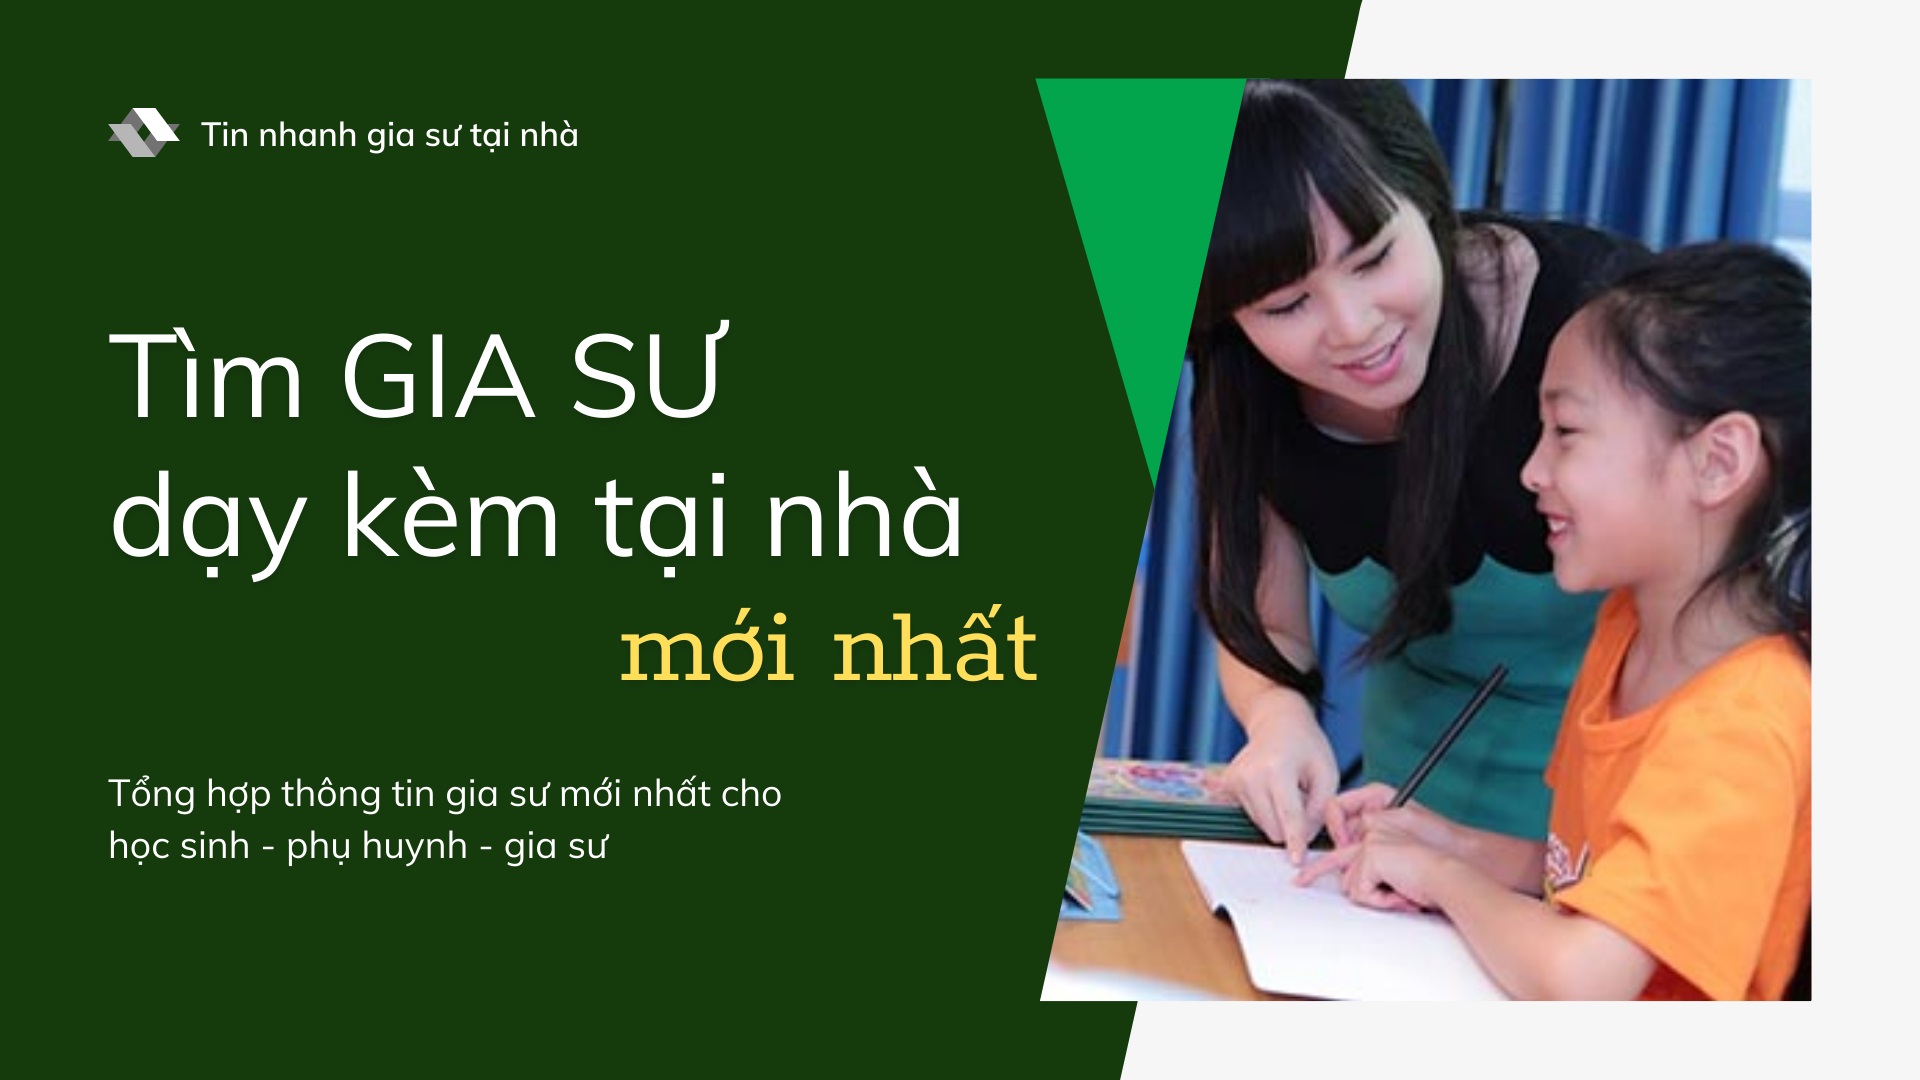 Tin nhanh gia sư tại nhà
Tìm GIA SƯ
dạy kèm tại nhà
mới nhất
Tổng hợp thông tin gia sư mới nhất cho
học sinh - phụ huynh - gia sư